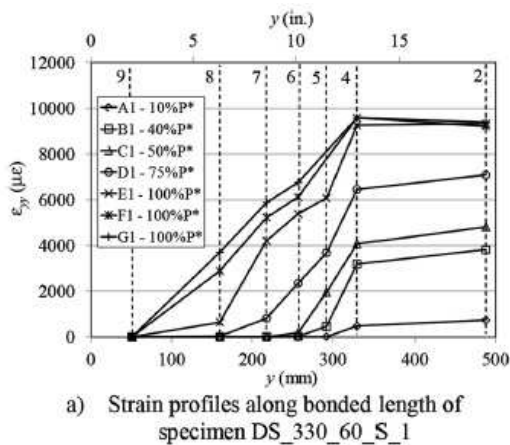 y (in.)
0 5 10 15
12000
10000
8000
6000
4000
2000
0
εyy (με)
9 8 7 6 5 4 2
A1 - 10%P*
B1 - 40%P*
C1 - 50%P*
D1 - 75%P*
E1 - 100%P*
F1 - 100%P*
G1 - 100%P*
0 100 200 300 400 500
y (mm)
a) Strain profiles along bonded length of
specimen DS_330_60_S_1